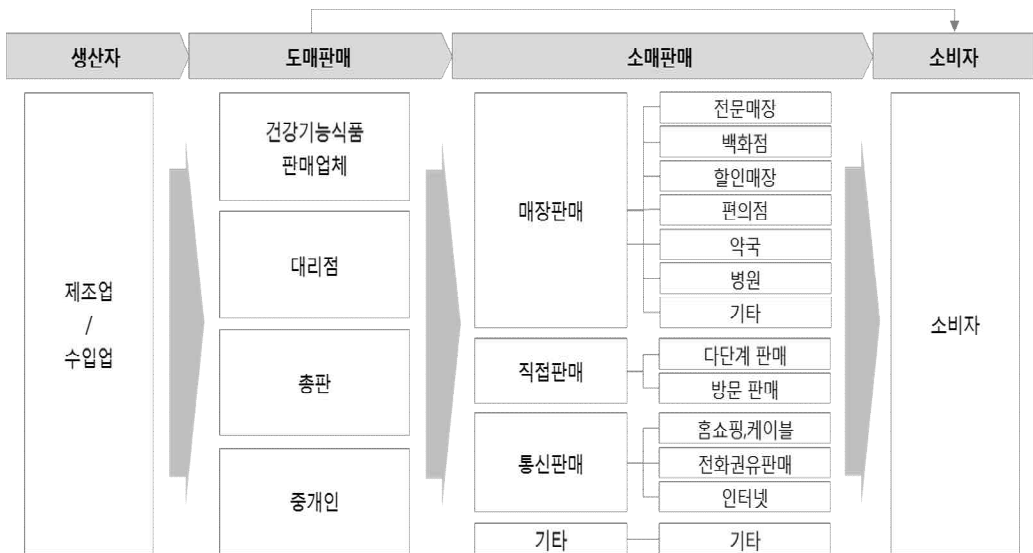 생산자
도매판매
소매판매
소비자
제조업
/
수입업
건강기능식품
판매업체
대리점
총판
중개인
매장판매
전문매장
백화점
할인매장
편의점
약국
병원
기타
직접판매
다단계 판매
방문 판매
통신판매
홈쇼핑,케이블
전화권유판매
인터넷
기타
기타
소비자